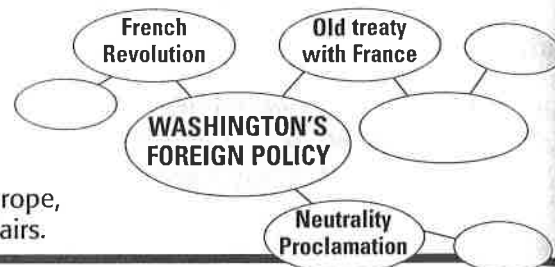 French
Revolution
Old treaty
with France
WASHINGTON'S
FOREIGN POLICY
Neutrality
Proclamation
rope,
airs.